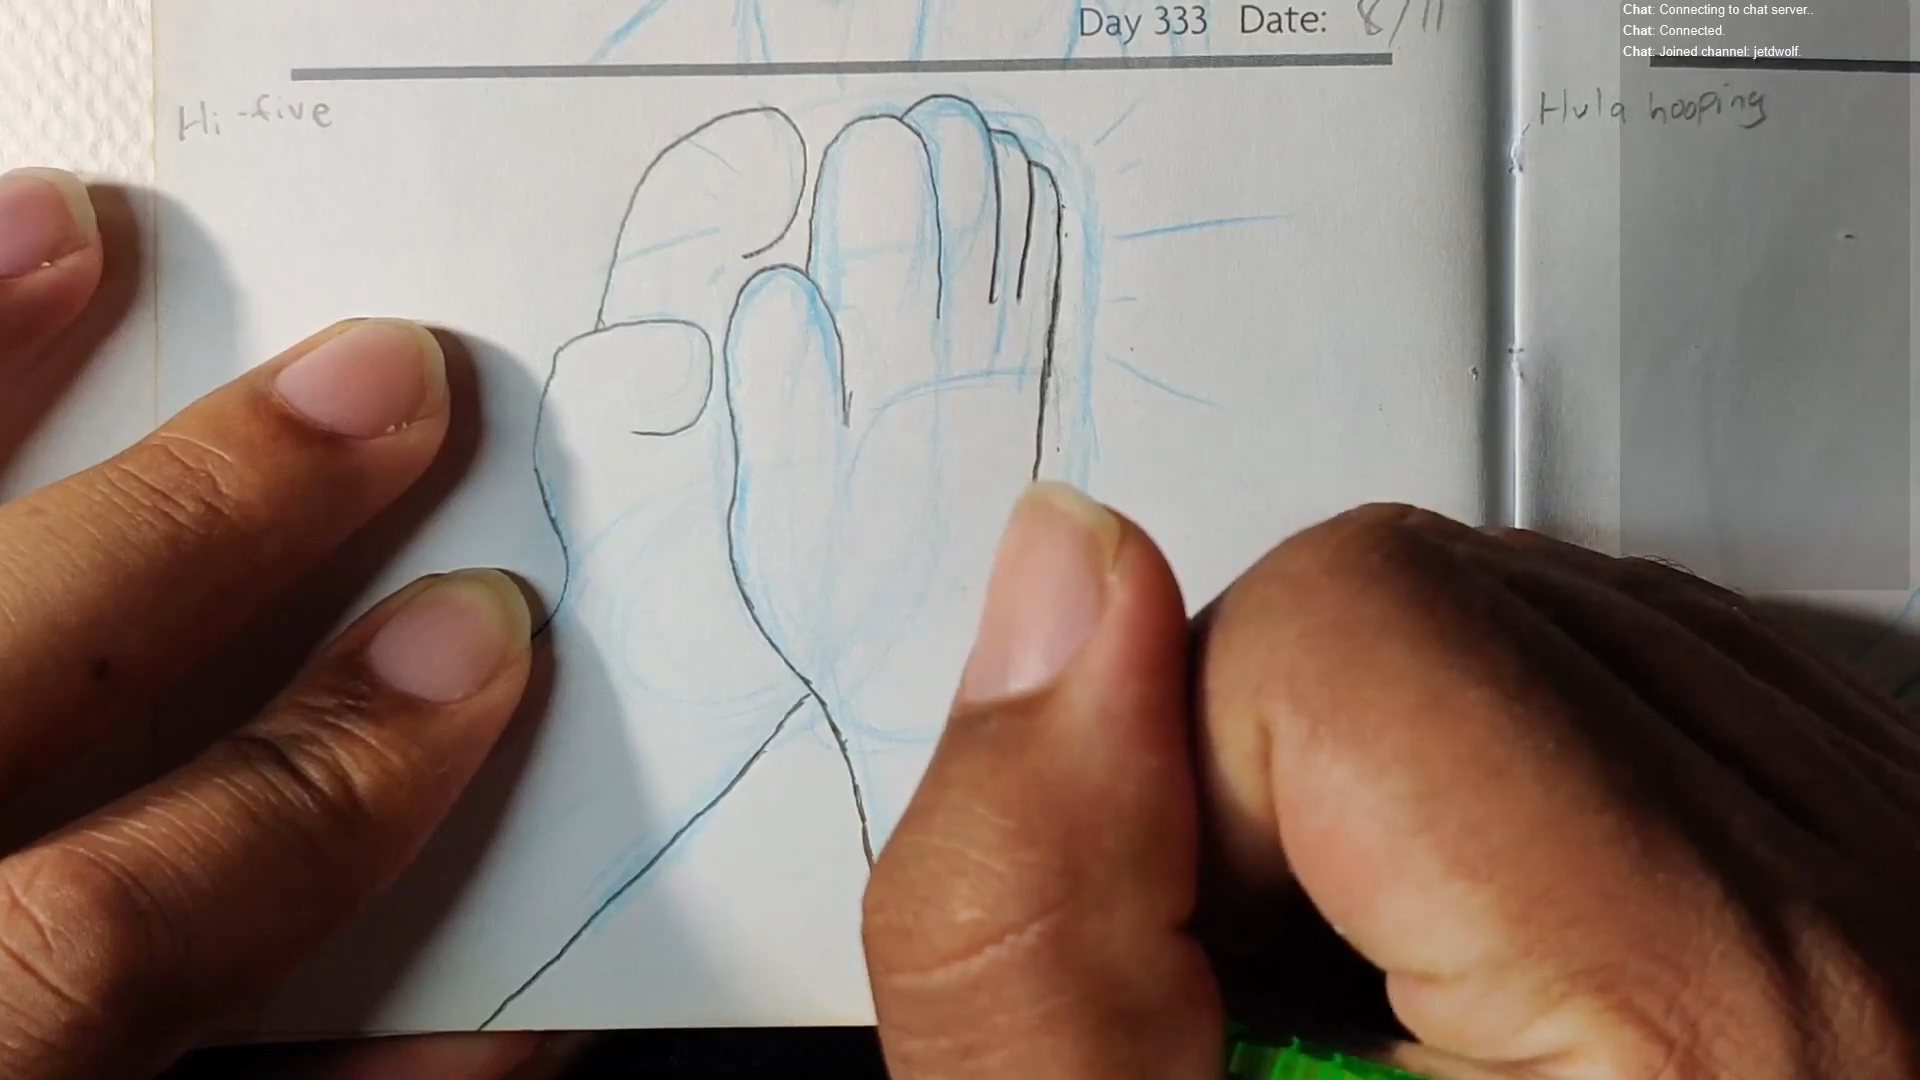 Day 333 Date: 8/11
Hi-five
Hula hooping
Chat: Connecting to chat server..
Chat: Connected.
Chat: Joined channel: jetdwolf.